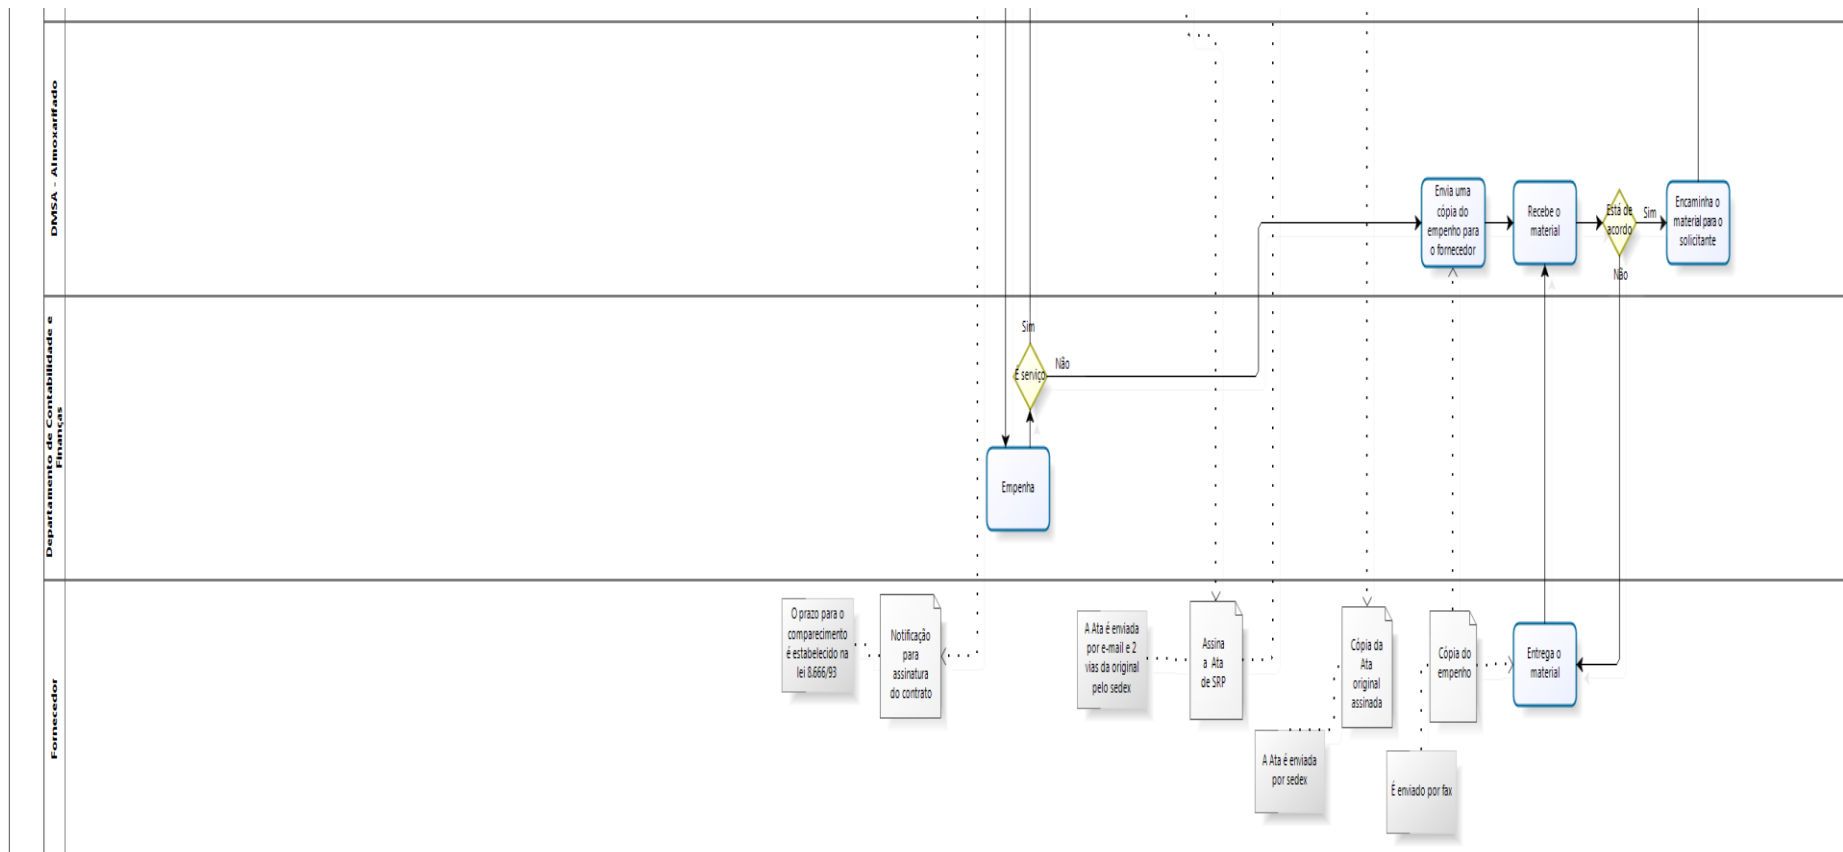 DMSA - Almoxarifado
Envia uma
cópia do
empenho para
o fornecedor
Recebe o
material
Está de
acordo
Sim
Não
Encaminha o
material para o
solicitante
Departamento de Contabilidade e
Finanças
Sim
É serviço
Não
Empenha
Fornecedor
O prazo para o
comparecimento
é estabelecido na
lei 8.666/93
Notificação
para
assinatura
do contrato
A Ata é enviada
por e-mail e 2
vias da original
pelo sedex
Assina
a Ata
de SRP
A Ata é enviada
por sedex
Cópia da
Ata
original
assinada
É enviado por fax
Cópia do
empenho
Entrega o
material